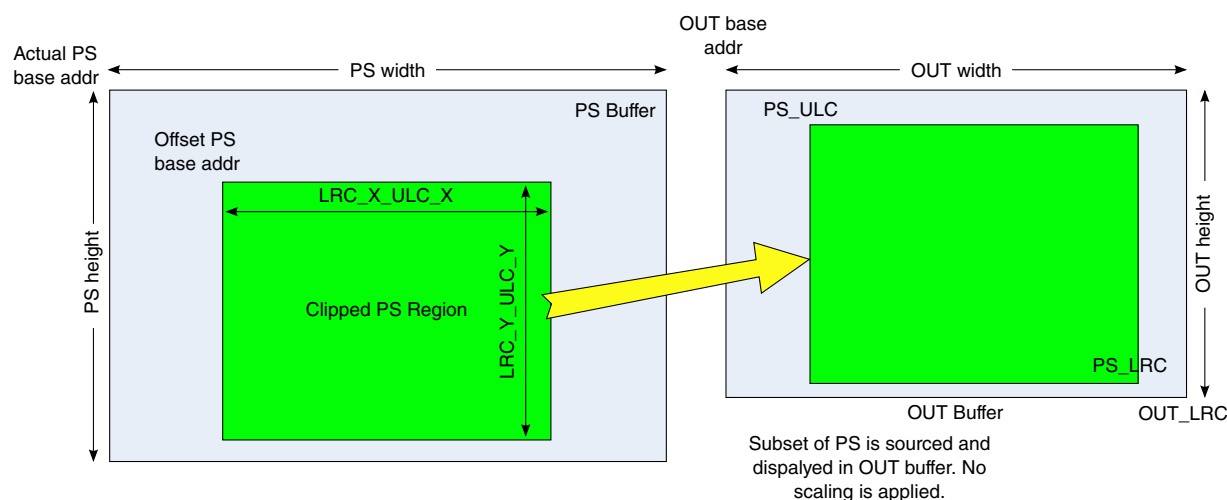 Actual PS
base addr
PS width
PS Buffer
PS height
Offset PS
base addr
LRC_X_ULC_X
LRC_Y_ULC_Y
Clipped PS Region
OUT base
addr
OUT width
PS_ULC
OUT height
PS_LRC
OUT Buffer
OUT_LRC
Subset of PS is sourced and
dispalyed in OUT buffer. No
scaling is applied.